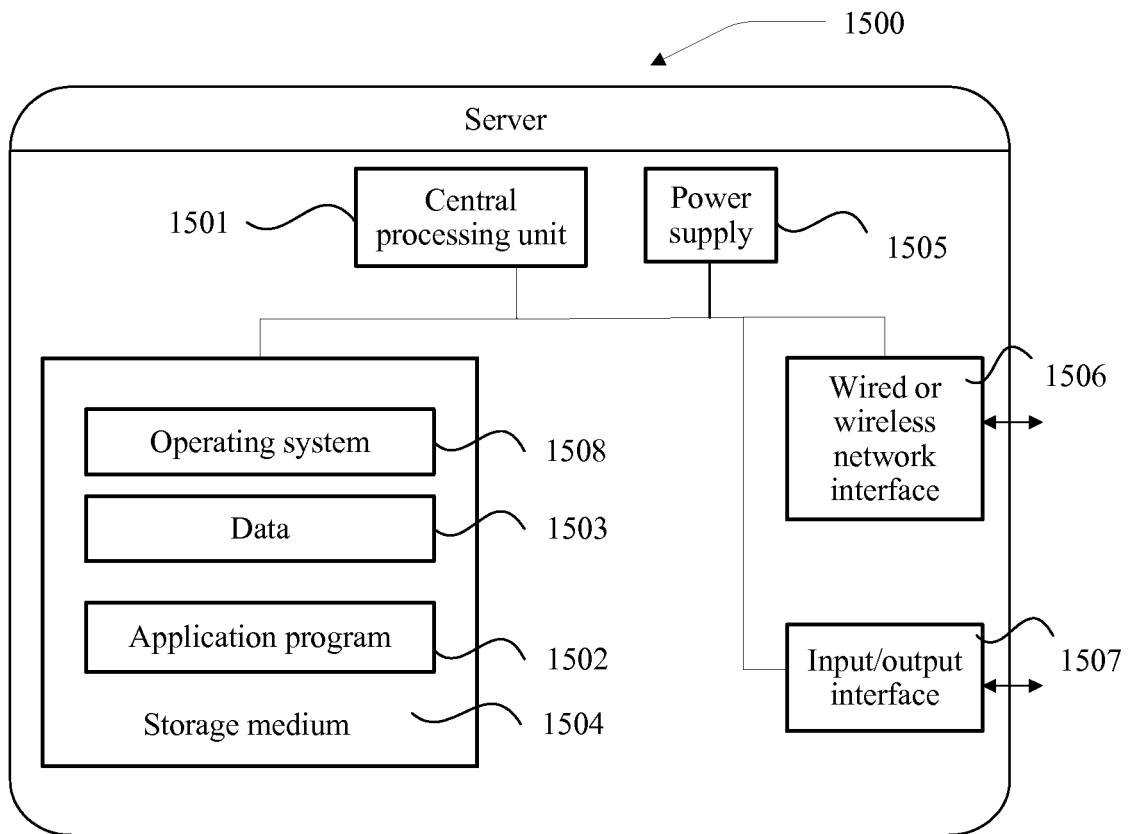 1500
Server
Central
processing unit
1501
Power
supply
1505
Operating system
1508
Data
1503
Application program
1502
Storage medium
1504
Wired or
wireless
network
interface
1506
Input/output
interface
1507